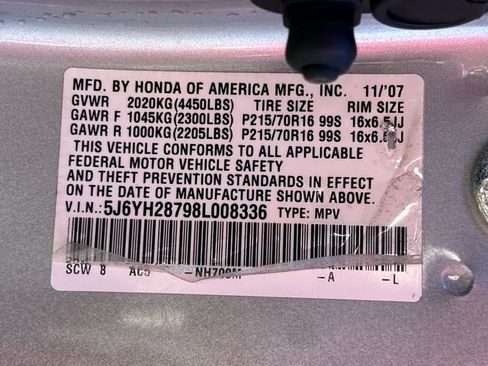 MFD. BY HONDA OF AMERICA MFG., INC. 11/'07
GVWR 2020KG(4450LBS) TIRE SIZE RIM SIZE
GAWR F 1045KG(2300LBS) P215/70R16 99S 16x6.5JJ
GAWR R 1000KG(2205LBS) P215/70R16 99S 16x6.5JJ
THIS VEHICLE CONFORMS TO ALL APPLICABLE
FEDERAL MOTOR VEHICLE SAFETY
AND THEFT PREVENTION STANDARDS IN EFFECT
ON THE DATE OF MANUFACTURE SHOWN ABOVE.
V.I.N.:5J6YH28798L008336 TYPE: MPV
SCW 8 -NH700M -A -L